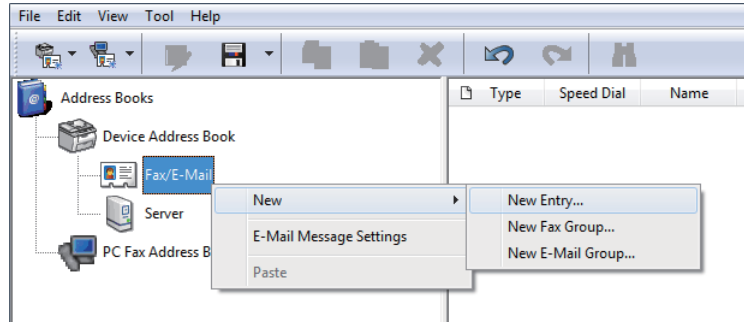 File Edit View Tool Help
Address Books
Type Speed Dial Name
Device Address Book
Fax/E-Mail
New
New Entry...
Server
New Fax Group...
E-Mail Message Settings
PC Fax Address B
New E-Mail Group...
Paste